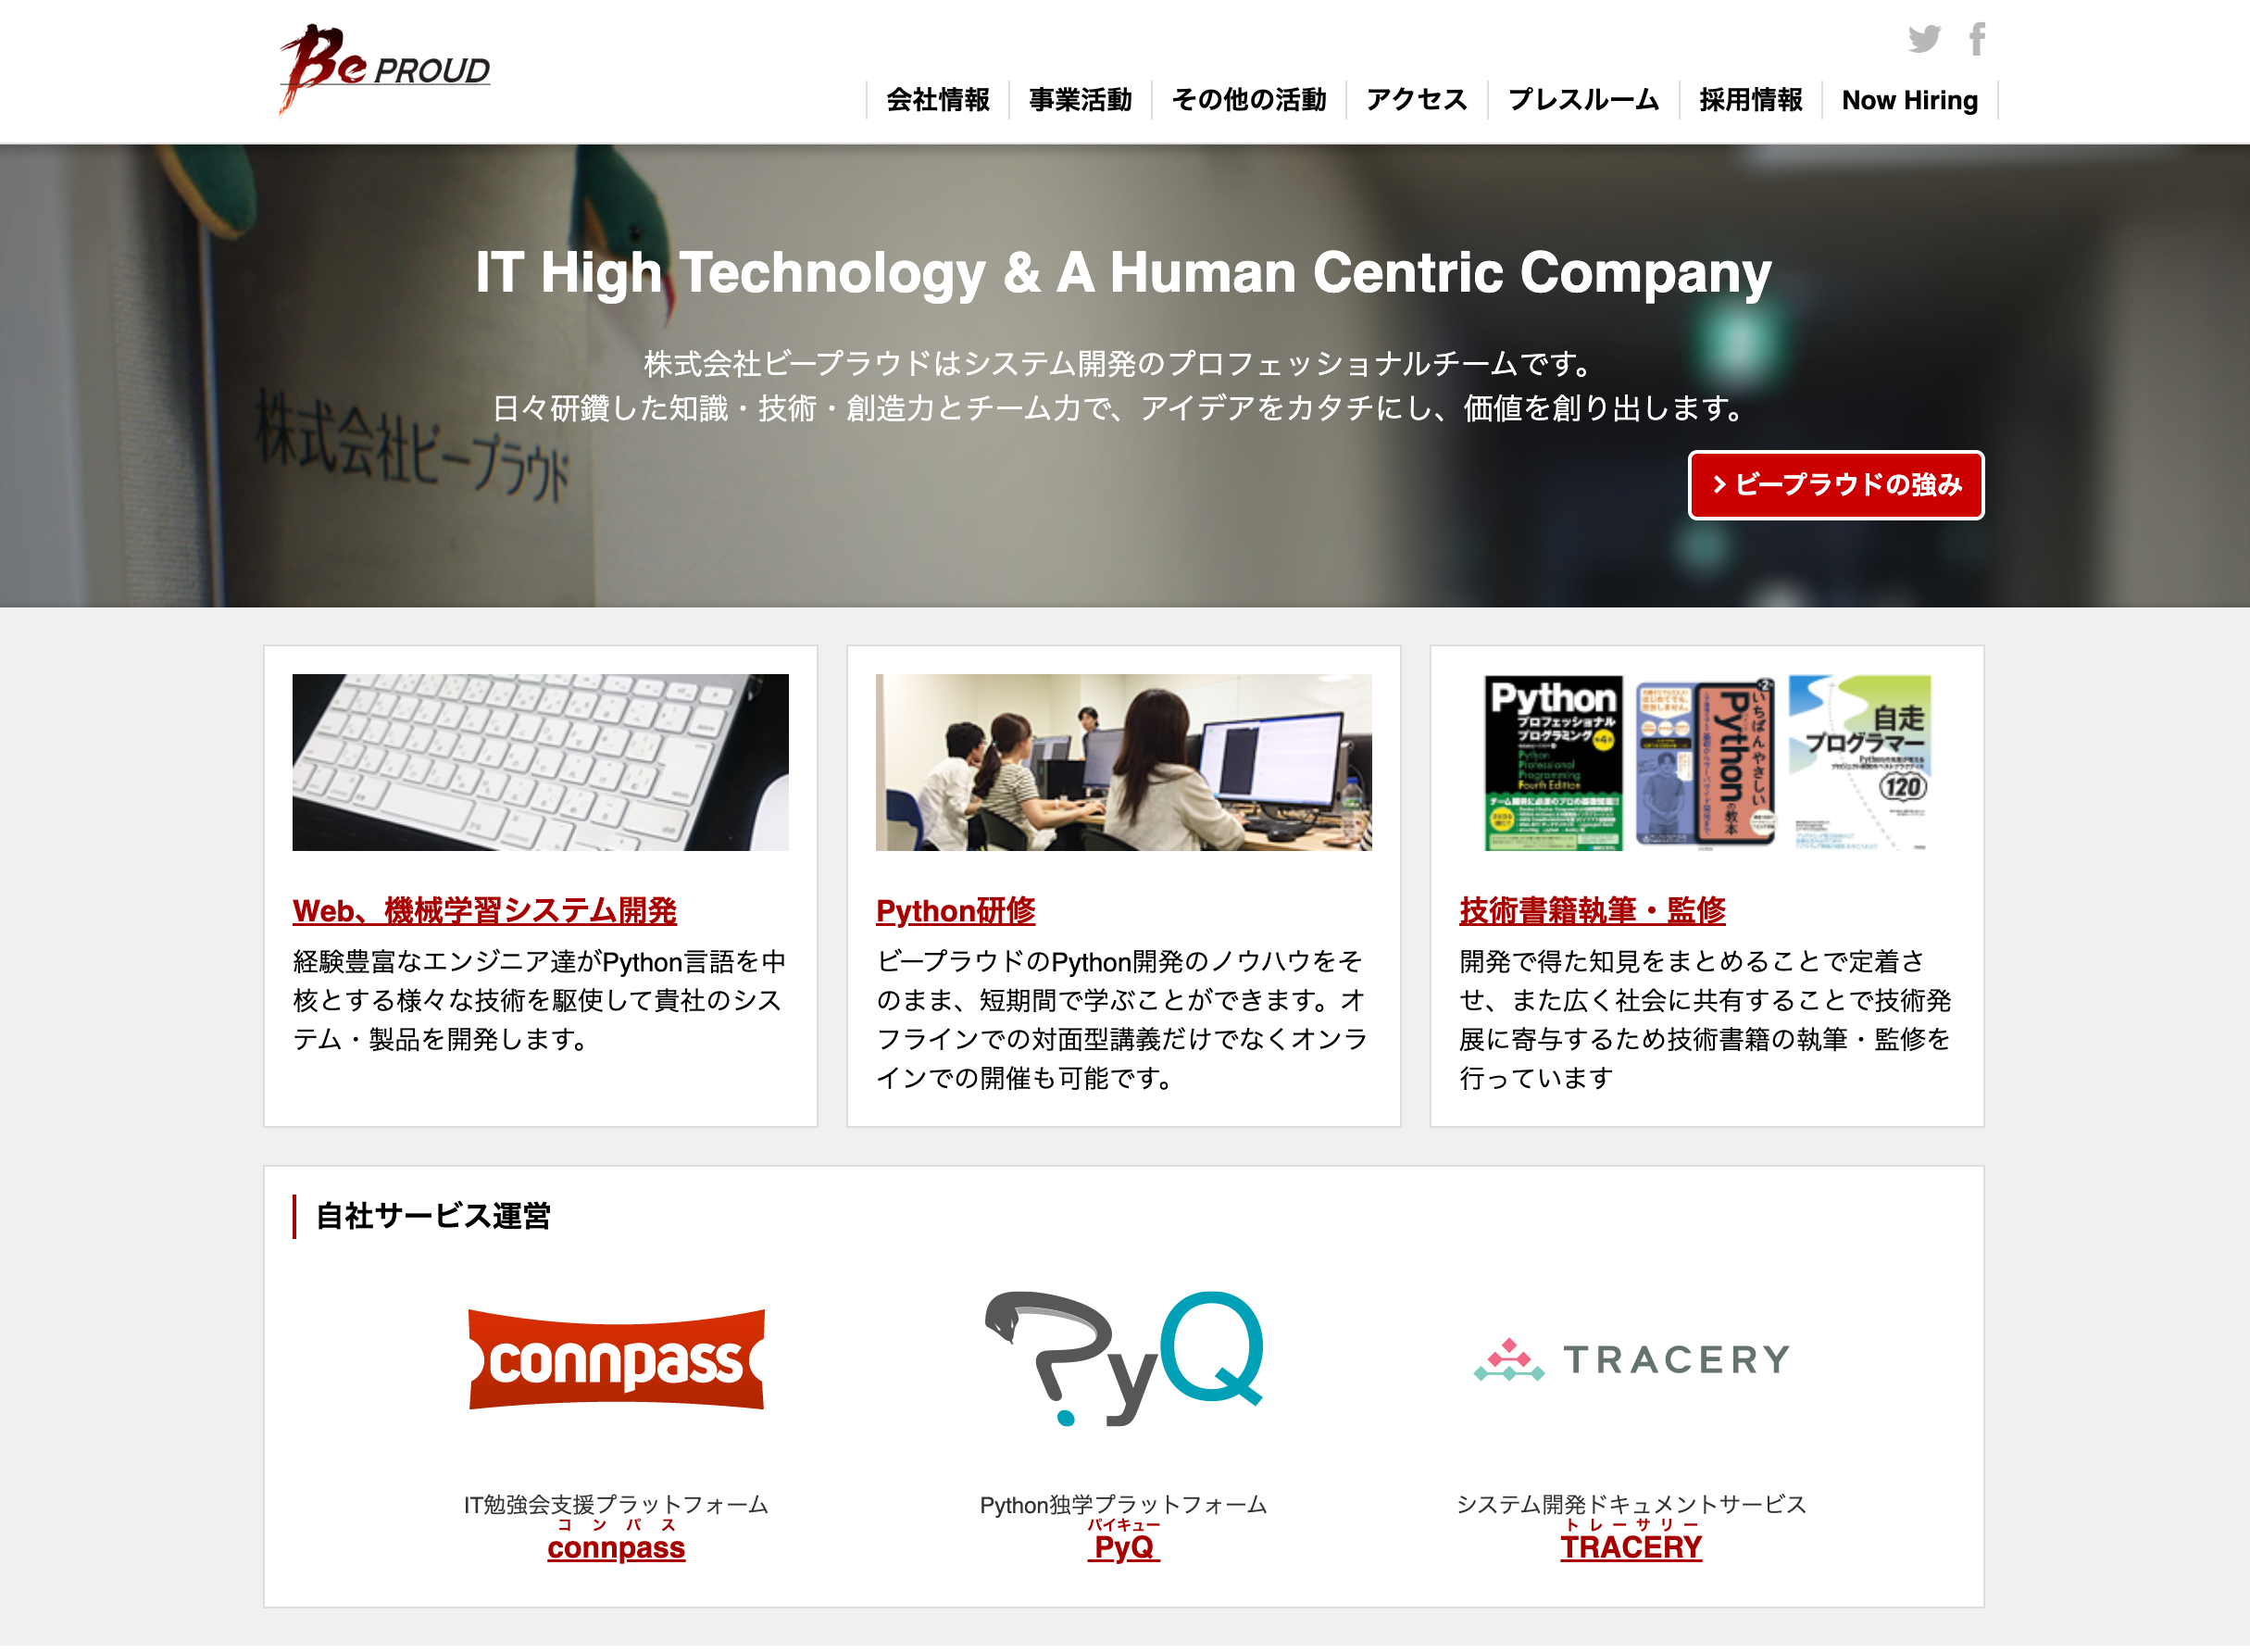 Be PROUD
会社情報
事業活動
その他の活動
アクセス
プレスルーム
採用情報
Now Hiring
IT High Technology & A Human Centric Company
株式会社ビープラウドはシステム開発のプロフェッショナルチームです。
日々研鑽した知識・技術・創造力とチーム力で、アイデアをカタチにし、価値を創り出します。
株式会社ビープラウド
ビープラウドの強み
Python
プロフェッショナル
プログラミング
第4版
Python
Professional
Programming
Fourth Edition
いちばんやさしい
Pythonの教本
自走
プログラマー
120
Web、機械学習システム開発
経験豊富なエンジニア達がPython言語を中
核とする様々な技術を駆使して貴社のシス
テム・製品を開発します。
Python研修
ビープラウドのPython開発のノウハウをそ
のまま、短期間で学ぶことができます。オ
フラインでの対面型講義だけでなくオンラ
インでの開催も可能です。
技術書籍執筆・監修
開発で得た知見をまとめることで定着さ
せ、また広く社会に共有することで技術発
展に寄与するため技術書籍の執筆・監修を
行っています
自社サービス運営
connpass
PyQ
TRACERY
IT勉強会支援プラットフォーム
コンパス
connpass
Python独学プラットフォーム
パイキュー
PyQ
システム開発ドキュメントサービス
トレーサリー
TRACERY